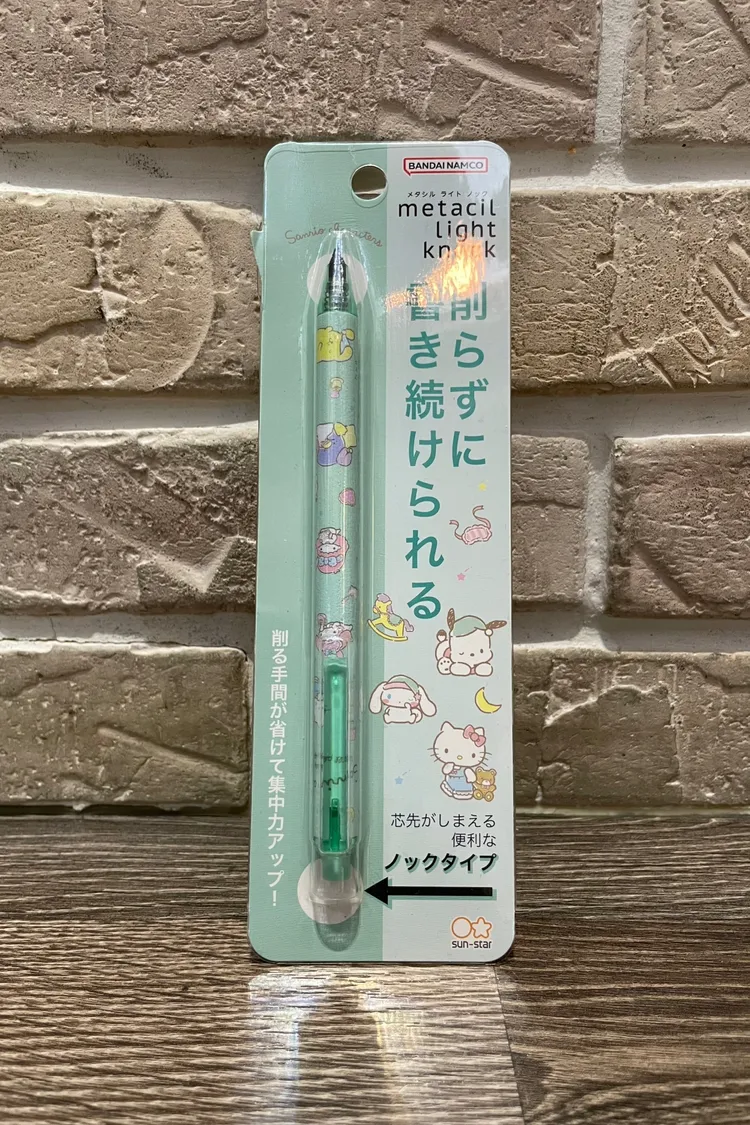 BANDAI NAMCO
メタシル ライト ノック
metacil
light
knock
Sanrio characters
削らずに
書き続けられる
削る手間が省けて集中力アップ！
芯先がしまえる
便利な
ノックタイプ
sun-star